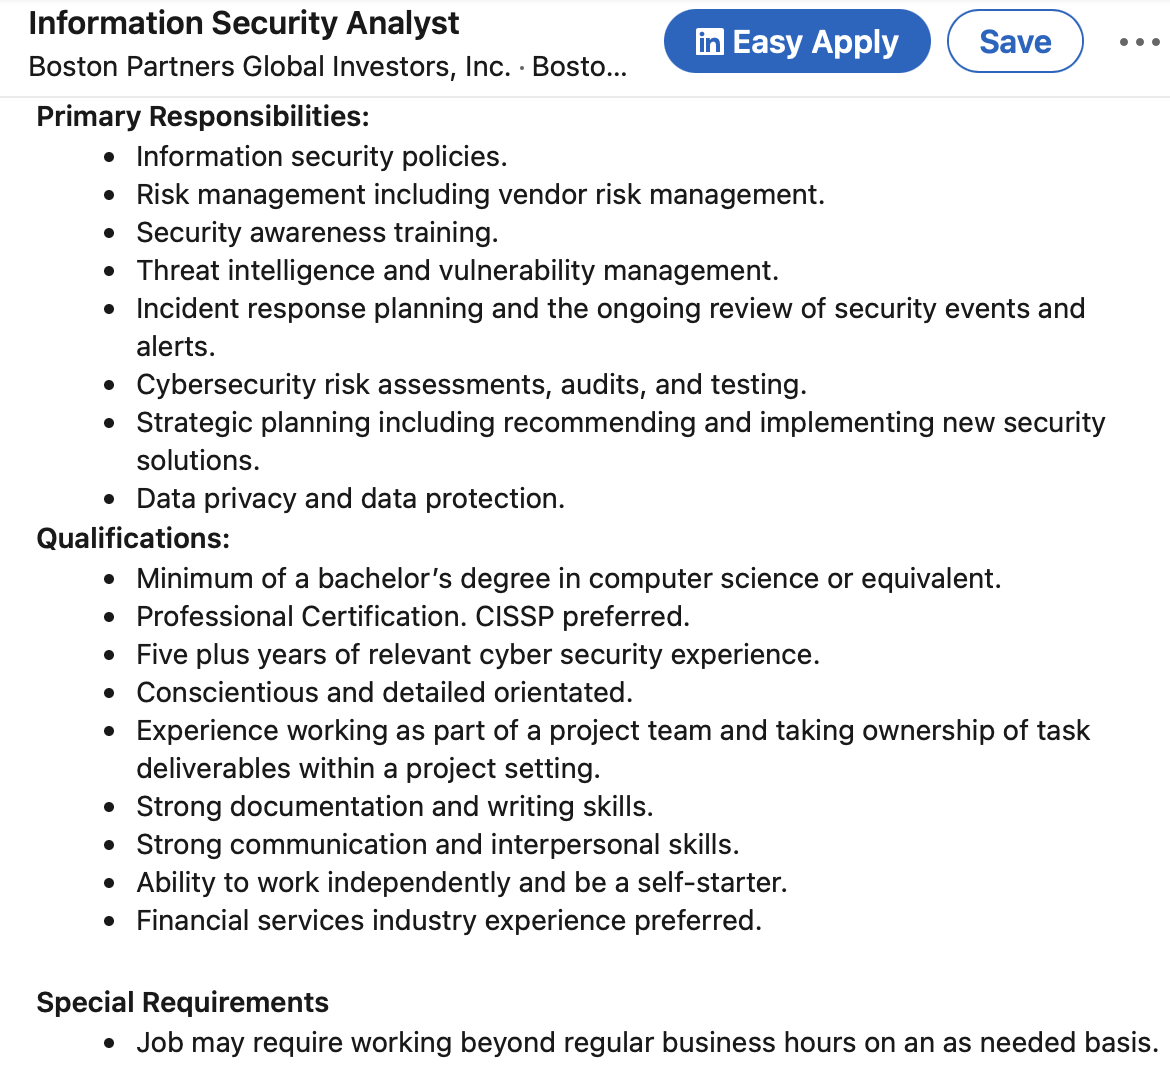 Information Security Analyst
Boston Partners Global Investors, Inc. · Bosto...
in Easy Apply
Save
Primary Responsibilities:
• Information security policies.
• Risk management including vendor risk management.
• Security awareness training.
• Threat intelligence and vulnerability management.
• Incident response planning and the ongoing review of security events and
alerts.
• Cybersecurity risk assessments, audits, and testing.
• Strategic planning including recommending and implementing new security
solutions.
• Data privacy and data protection.
Qualifications:
• Minimum of a bachelor’s degree in computer science or equivalent.
• Professional Certification. CISSP preferred.
• Five plus years of relevant cyber security experience.
• Conscientious and detailed orientated.
• Experience working as part of a project team and taking ownership of task
deliverables within a project setting.
• Strong documentation and writing skills.
• Strong communication and interpersonal skills.
• Ability to work independently and be a self-starter.
• Financial services industry experience preferred.
Special Requirements
• Job may require working beyond regular business hours on an as needed basis.